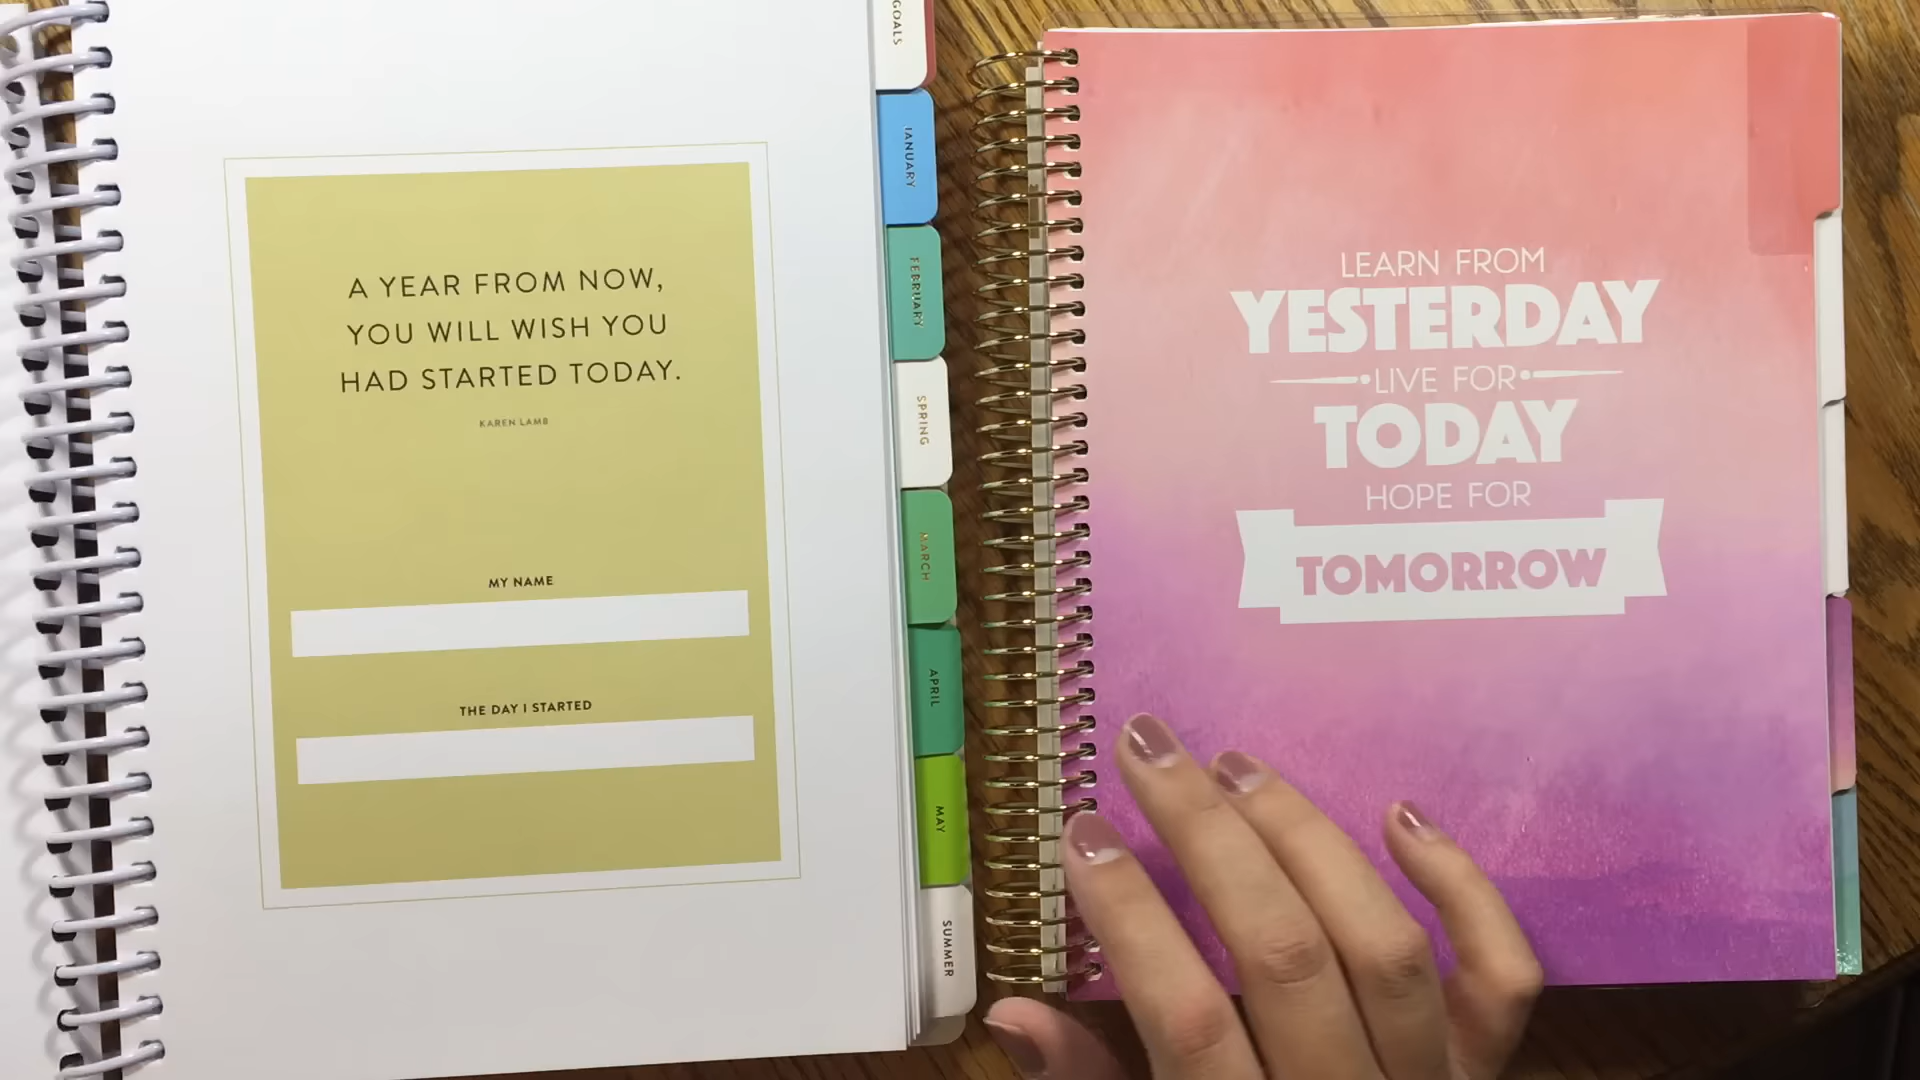 A YEAR FROM NOW,
YOU WILL WISH YOU
HAD STARTED TODAY.
KAREN LAMB
MY NAME
THE DAY I STARTED
GOALS
JANUARY
FEBRUARY
SPRING
MARCH
APRIL
MAY
SUMMER
LEARN FROM
YESTERDAY
LIVE FOR
TODAY
HOPE FOR
TOMORROW